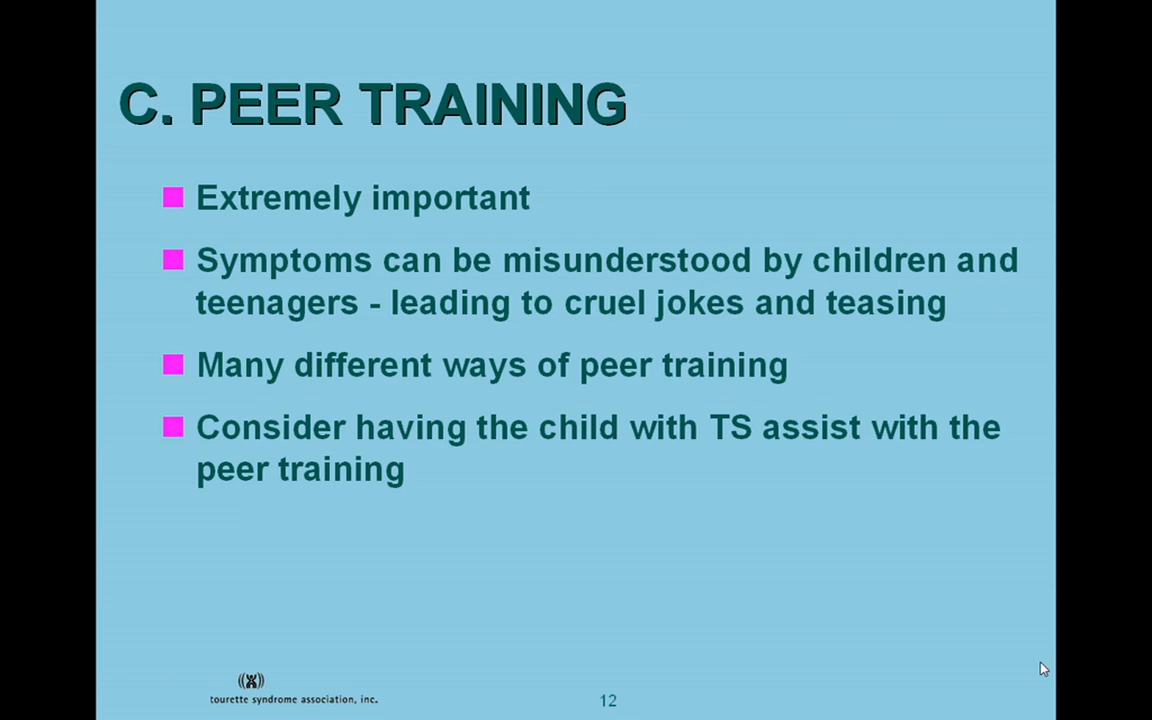 C. PEER TRAINING
Extremely important
Symptoms can be misunderstood by children and
teenagers - leading to cruel jokes and teasing
Many different ways of peer training
Consider having the child with TS assist with the
peer training
tourette syndrome association, inc.
12